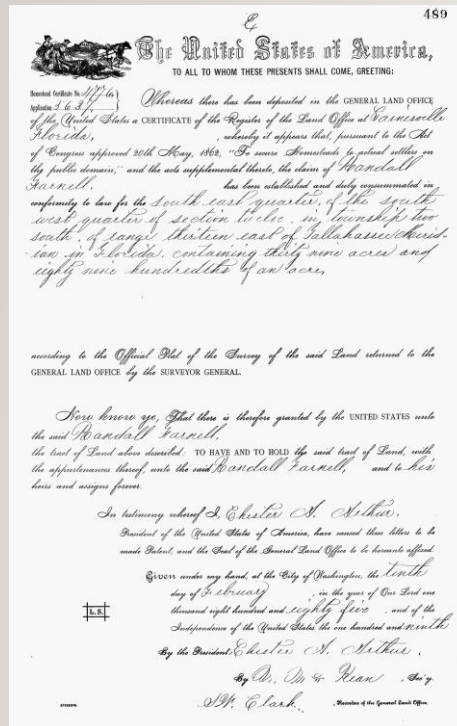 489
The United States of America,
TO ALL TO WHOM THESE PRESENTS SHALL COME, GREETING:
Homestead Certificate No. 4776
Application 8637
Whereas there has been deposited in the GENERAL LAND OFFICE
of the United States a CERTIFICATE of the Register of the Land Office at Gainesville
Florida, , whereby it appears that, pursuant to the Act
of Congress approved 20th May, 1862, "To secure Homesteads to actual settlers on
the public domain," and the acts supplemental thereto, the claim of Randall
Farnell. has been established and duly consummated in
conformity to law for the south east quarter, of the south
west quarter of section in township two
south, of range thirteen east of Tallahassee Merid-
ian in Florida, containing thirty nine acres and
eighty nine hundredths of an acre,
according to the Official Plat of the Survey of the said Land returned to the
GENERAL LAND OFFICE by the SURVEYOR GENERAL.
Now know ye, That there is therefore granted by the UNITED STATES unto
the said Randall Farnell,
the tract of Land above described: TO HAVE AND TO HOLD the said tract of Land, with
the appurtenances thereof, unto the said Randall Farnell, and to his
heirs and assigns forever.
In testimony whereof I, Chester A. Arthur.
President of the United States of America, have caused these letters to be
made Patent, and the Seal of the General Land Office to be hereunto affixed.
Given under my hand, at the City of Washington, the tenth
day of February , in the year of Our Lord one
thousand eight hundred and eighty five , and of the
Independence of the United States the one hundred and ninth
L. S.
By the President: Chester A. Arthur.
By Kean , Sec'y.
S. W. Clark , Recorder of the General Land Office.